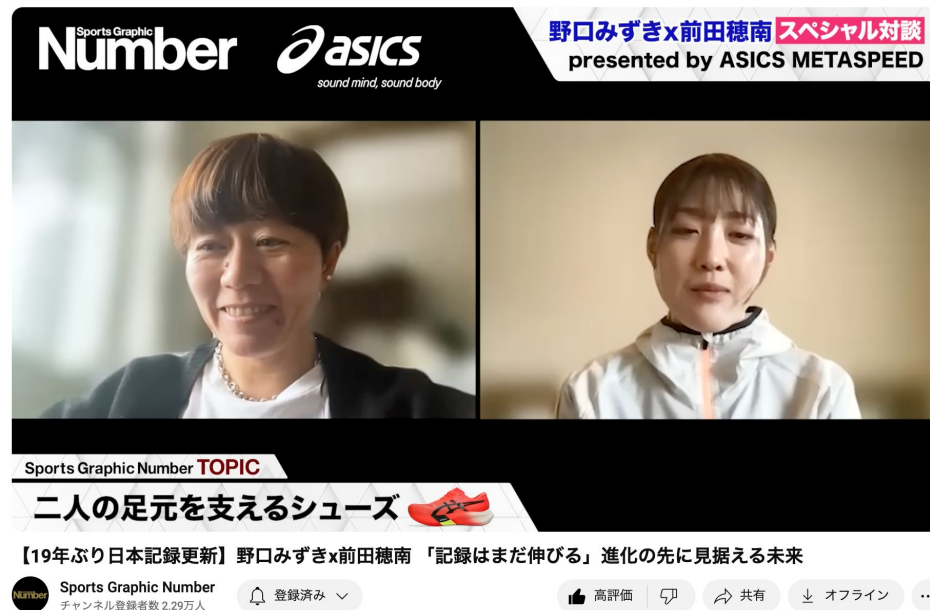 Sports Graphic
Number
asics
sound mind, sound body
野口みずきx前田穂南 スペシャル対談
presented by ASICS METASPEED
Sports Graphic Number TOPIC
二人の足元を支えるシューズ
【19年ぶり日本記録更新】野口みずきx前田穂南 「記録はまだ伸びる」進化の先に見据える未来
Number
Sports Graphic Number
チャンネル登録者数 2.29万人
登録済み
高評価
共有
オフライン